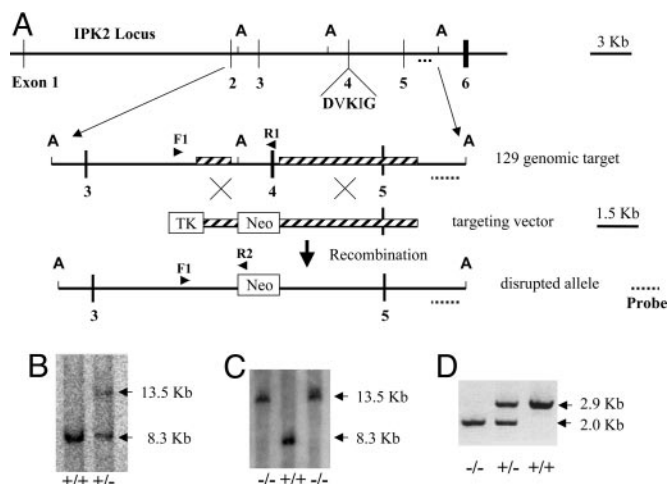 A
IPK2 Locus
A A A
3 Kb
Exon 1
2 3 4 5 ... 6
DVKIG
A F1 A R1 A
129 genomic target
3 4 5
TK Neo
targeting vector
1.5 Kb
Recombination
A F1 R2 A
Neo
disrupted allele
Probe
3 5
B
13.5 Kb
8.3 Kb
+/+ +/-
C
13.5 Kb
8.3 Kb
-/- +/+ -/-
D
2.9 Kb
2.0 Kb
-/- +/- +/+